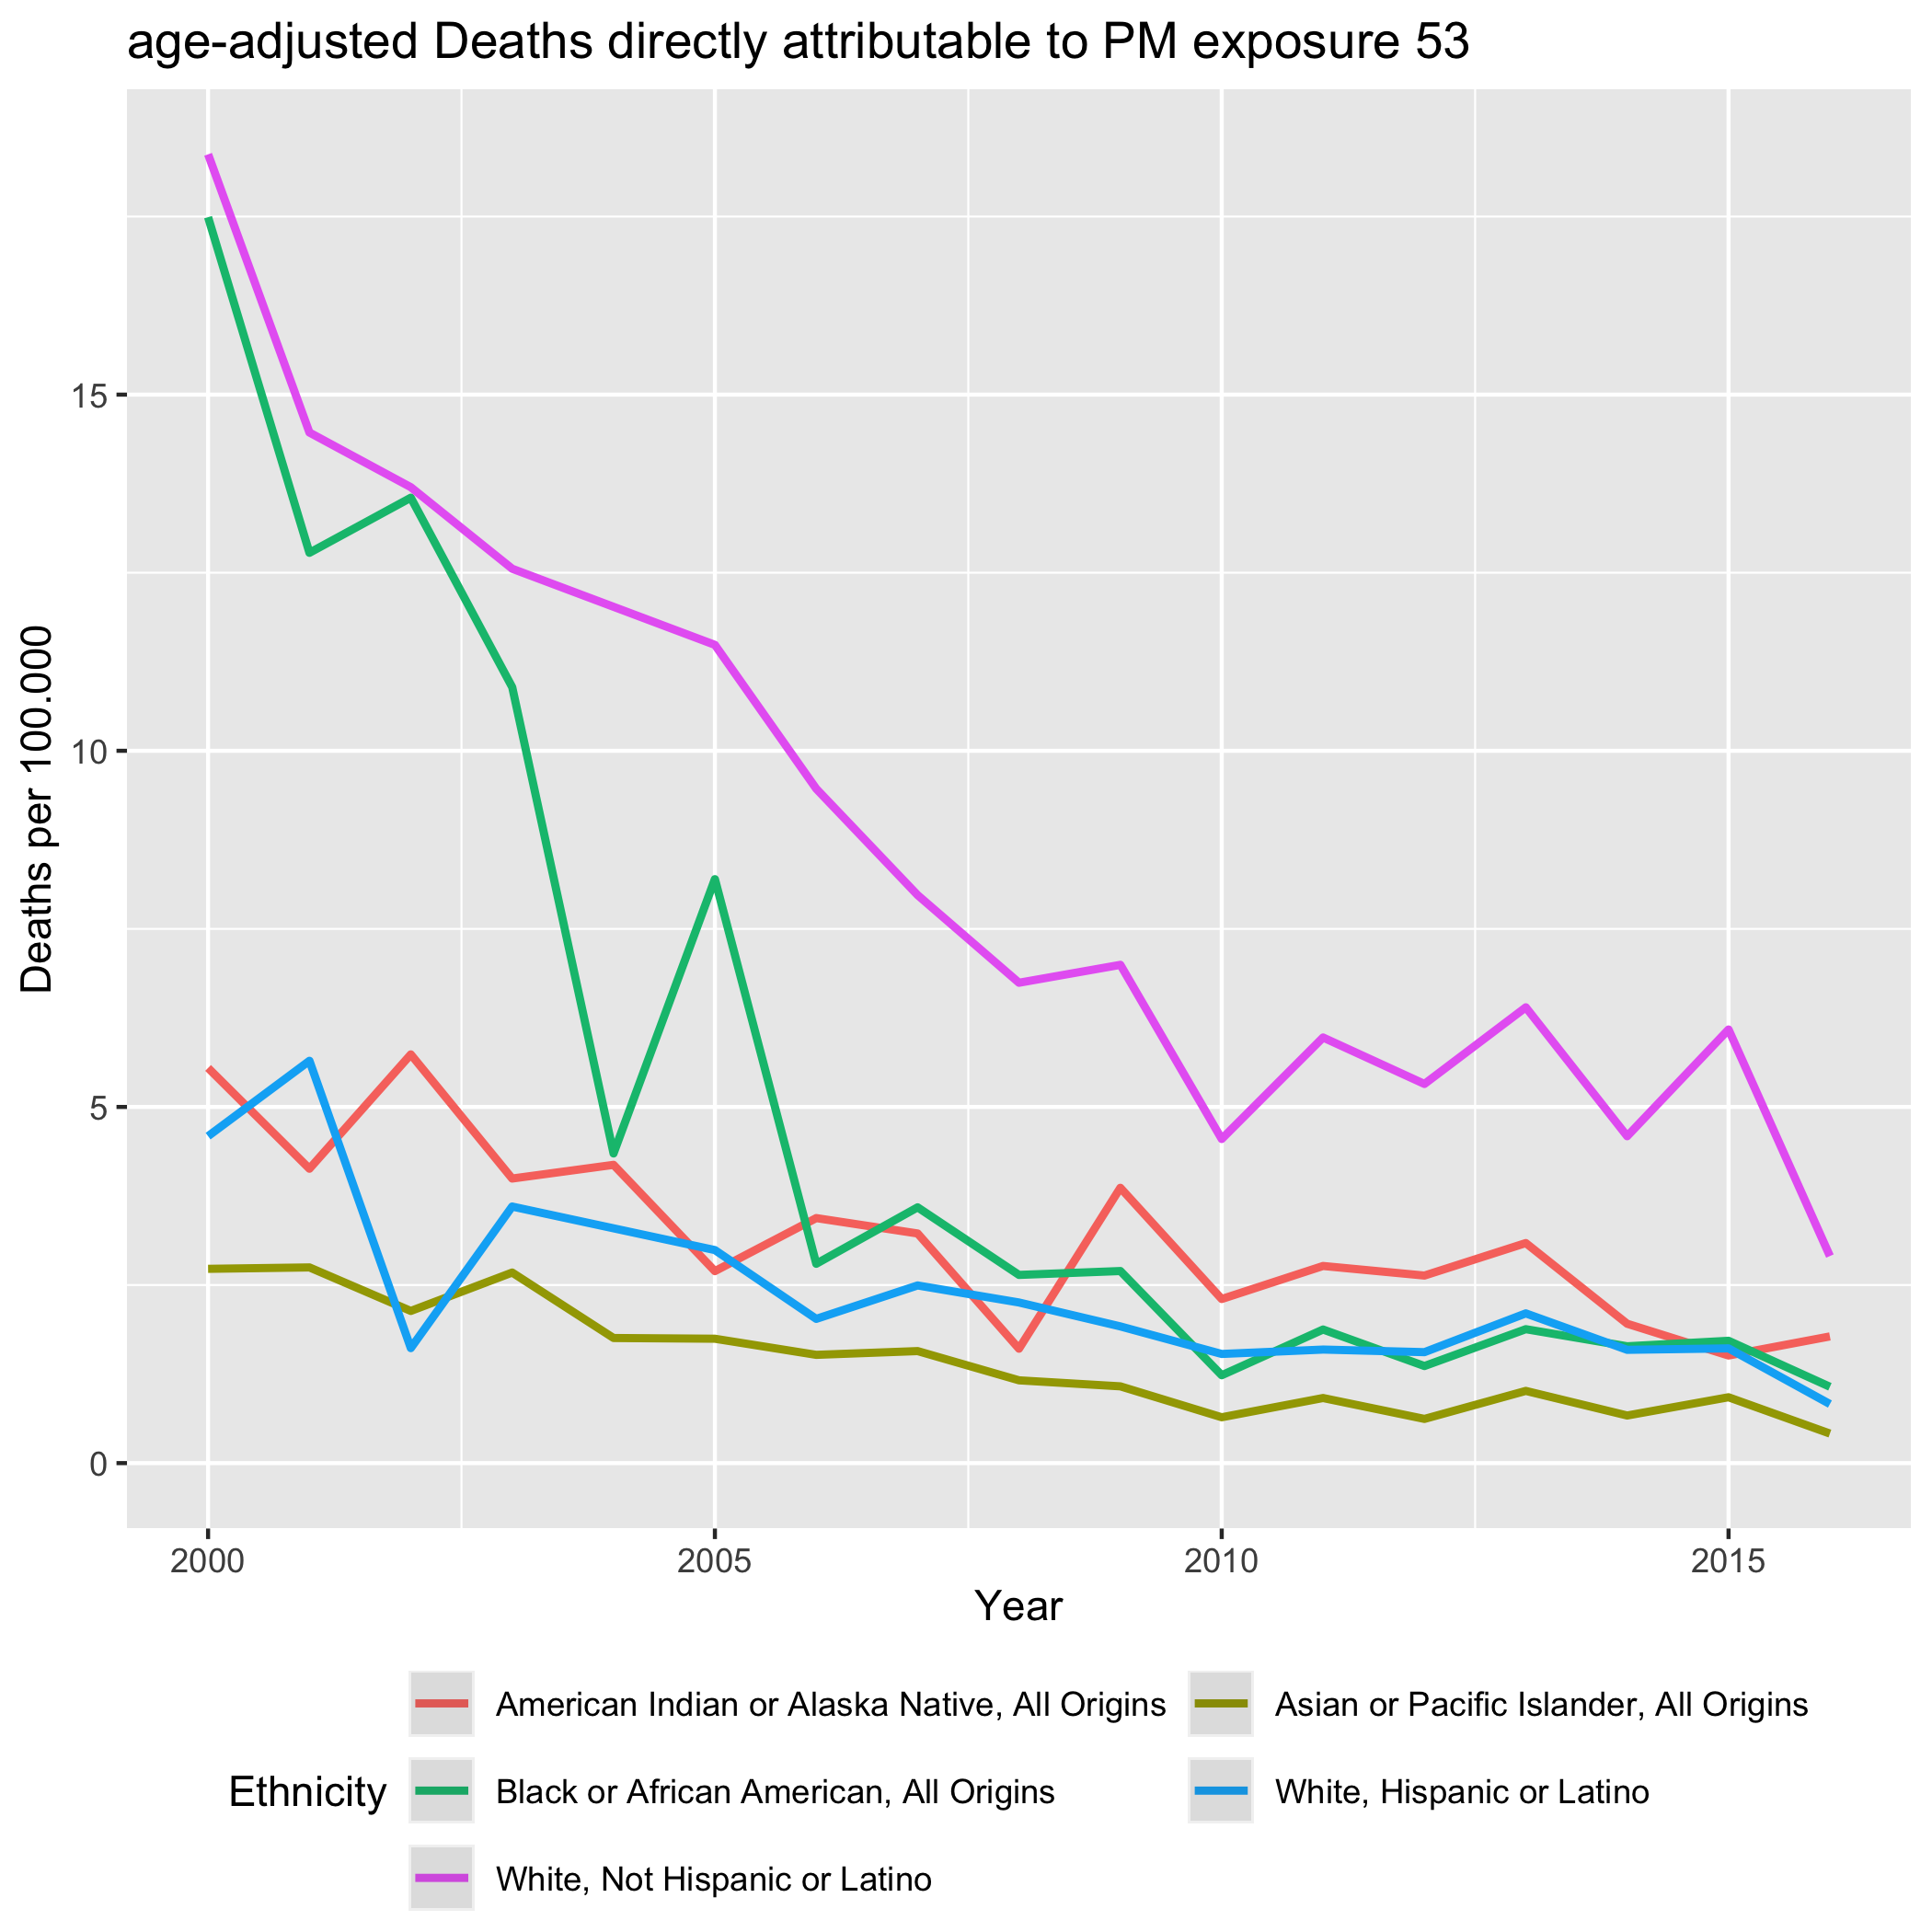 age-adjusted Deaths directly attributable to PM exposure 53
Deaths per 100.000
15
10
5
0
2000 2005 2010 2015
Year
Ethnicity
American Indian or Alaska Native, All Origins
Asian or Pacific Islander, All Origins
Black or African American, All Origins
White, Hispanic or Latino
White, Not Hispanic or Latino